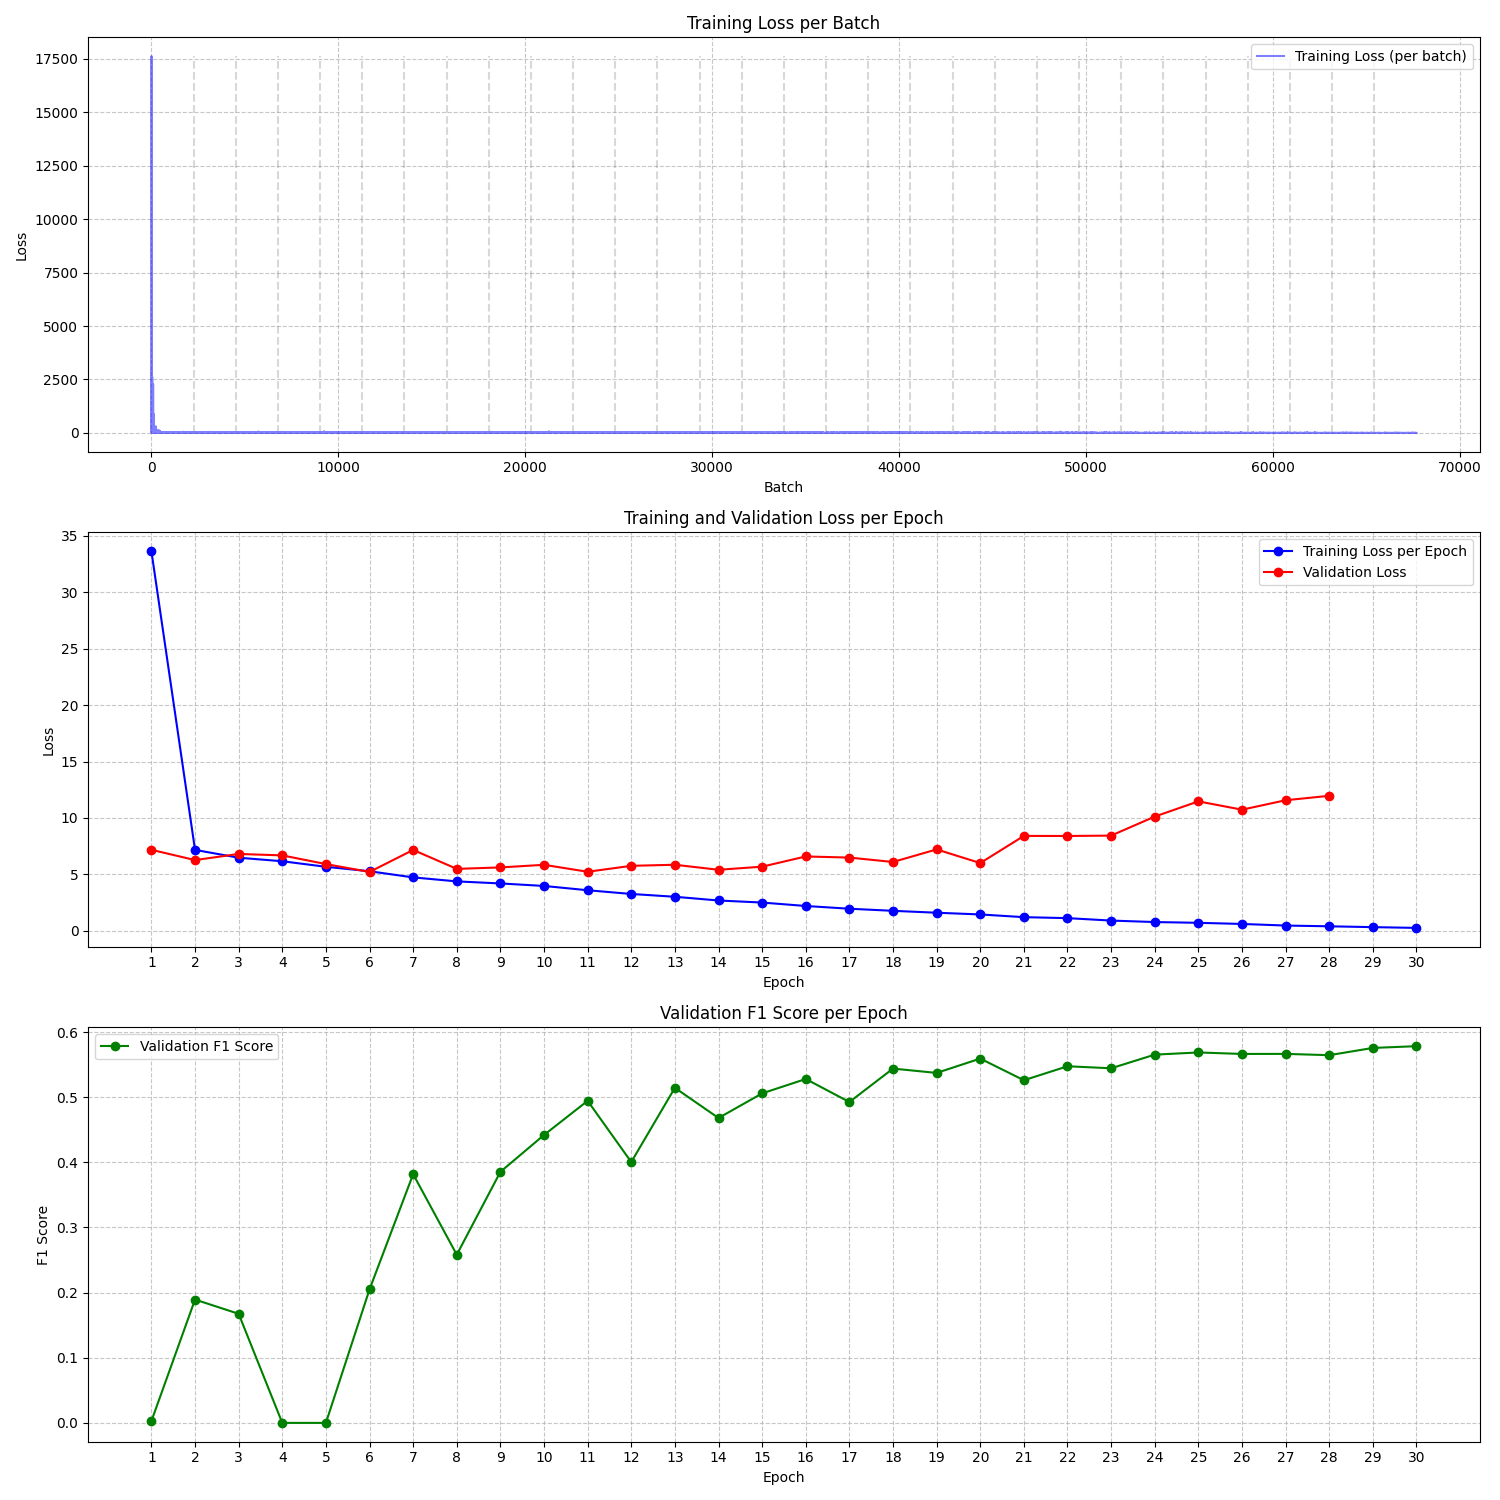 Training Loss per Batch
Training Loss (per batch)
17500
15000
12500
10000
7500
5000
2500
0
Loss
0 10000 20000 30000 40000 50000 60000 70000
Batch
Training and Validation Loss per Epoch
Training Loss per Epoch
Validation Loss
35
30
25
20
15
10
5
0
Loss
1 2 3 4 5 6 7 8 9 10 11 12 13 14 15 16 17 18 19 20 21 22 23 24 25 26 27 28 29 30
Epoch
Validation F1 Score per Epoch
Validation F1 Score
0.6
0.5
0.4
0.3
0.2
0.1
0.0
F1 Score
1 2 3 4 5 6 7 8 9 10 11 12 13 14 15 16 17 18 19 20 21 22 23 24 25 26 27 28 29 30
Epoch